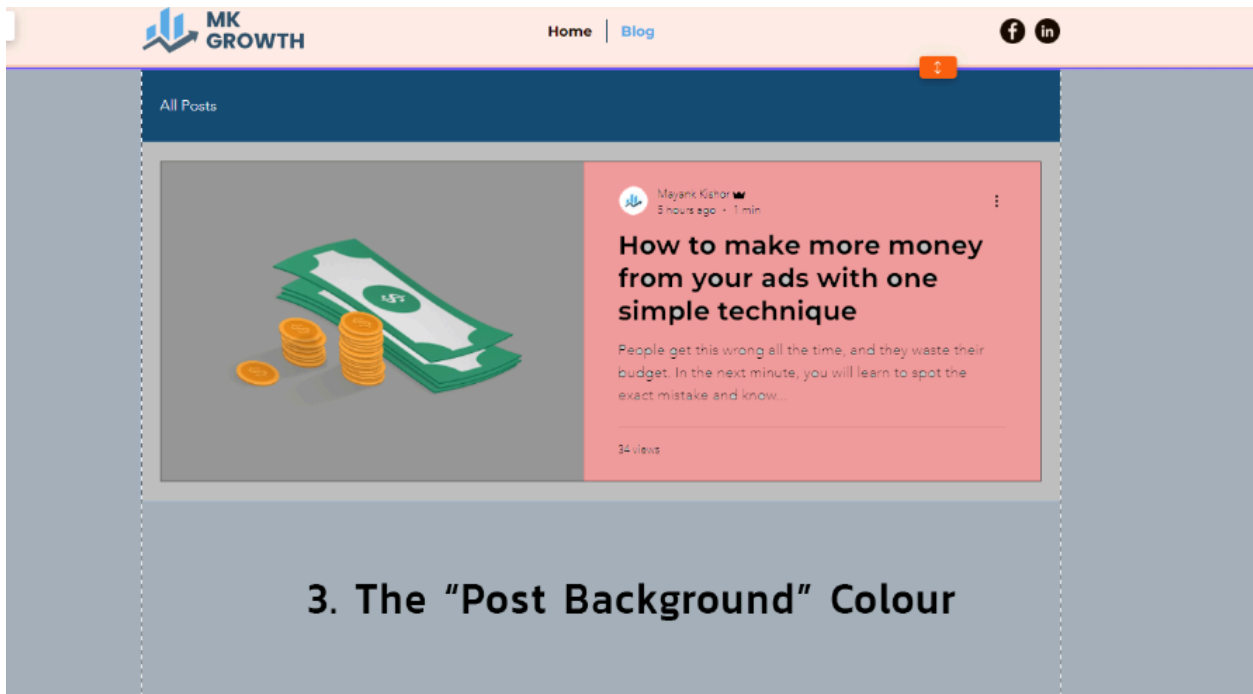 MK
GROWTH
Home
Blog
All Posts
Mayank Kishor
5 hours ago • 1 min
How to make more money
from your ads with one
simple technique
People get this wrong all the time, and they waste their
budget. In the next minute, you will learn to spot the
exact mistake and know...
34 views
3. The “Post Background” Colour